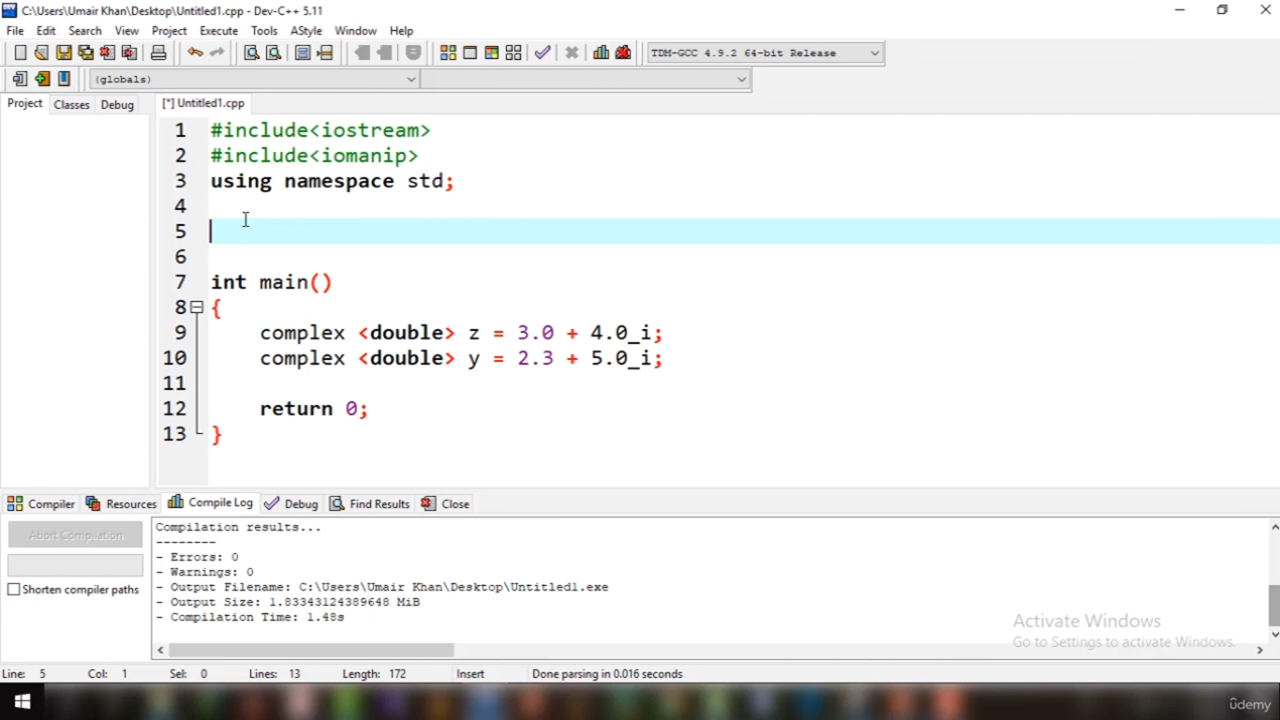 C:\Users\Umair Khan\Desktop\Untitled1.cpp - Dev-C++ 5.11
File Edit Search View Project Execute Tools AStyle Window Help
TDM-GCC 4.9.2 64-bit Release
(globals)
Project Classes Debug [*] Untitled1.cpp
1 #include<iostream>
2 #include<iomanip>
3 using namespace std;
4
5
6
7 int main()
8 {
9 complex <double> z = 3.0 + 4.0_i;
10 complex <double> y = 2.3 + 5.0_i;
11
12 return 0;
13 }
Compiler Resources Compile Log Debug Find Results Close
Abort Compilation
Shorten compiler paths
Compilation results...
--------
- Errors: 0
- Warnings: 0
- Output Filename: C:\Users\Umair Khan\Desktop\Untitled1.exe
- Output Size: 1.83343124389648 MiB
- Compilation Time: 1.48s
Activate Windows
Go to Settings to activate Windows.
Line: 5 Col: 1 Sel: 0 Lines: 13 Length: 172 Insert Done parsing in 0.016 seconds
ûdemy